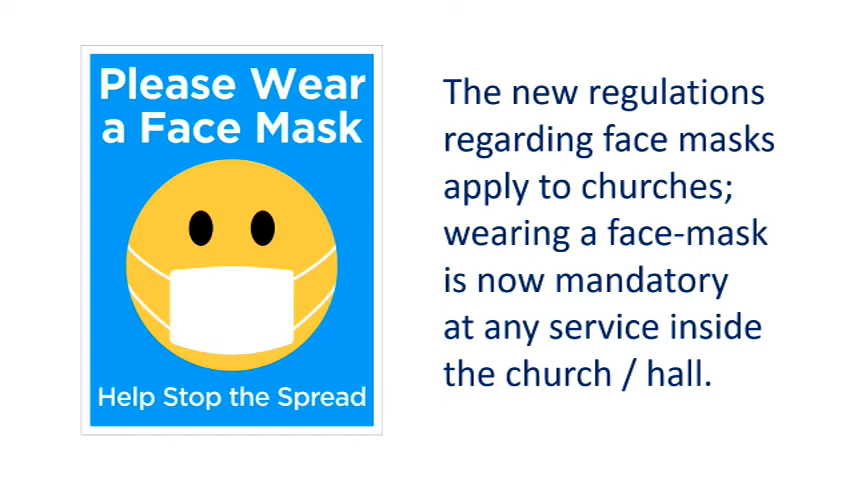 Please Wear
a Face Mask
Help Stop the Spread
The new regulations
regarding face masks
apply to churches;
wearing a face-mask
is now mandatory
at any service inside
the church / hall.